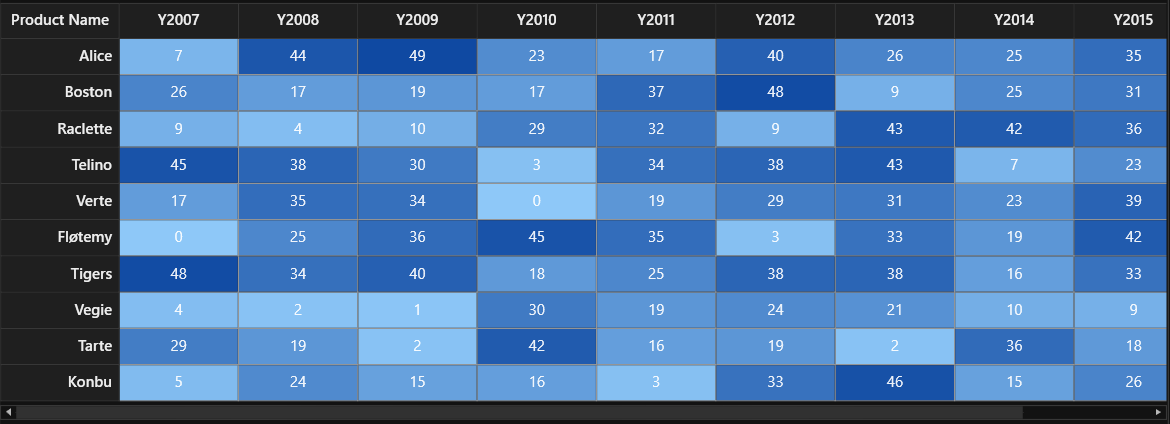 Product Name Y2007 Y2008 Y2009 Y2010 Y2011 Y2012 Y2013 Y2014 Y2015
Alice 7 44 49 23 17 40 26 25 35
Boston 26 17 19 17 37 48 9 25 31
Raclette 9 4 10 29 32 9 43 42 36
Telino 45 38 30 3 34 38 43 7 23
Verte 17 35 34 0 19 29 31 23 39
Fløtemy 0 25 36 45 35 3 33 19 42
Tigers 48 34 40 18 25 38 38 16 33
Vegie 4 2 1 30 19 24 21 10 9
Tarte 29 19 2 42 16 19 2 36 18
Konbu 5 24 15 16 3 33 46 15 26